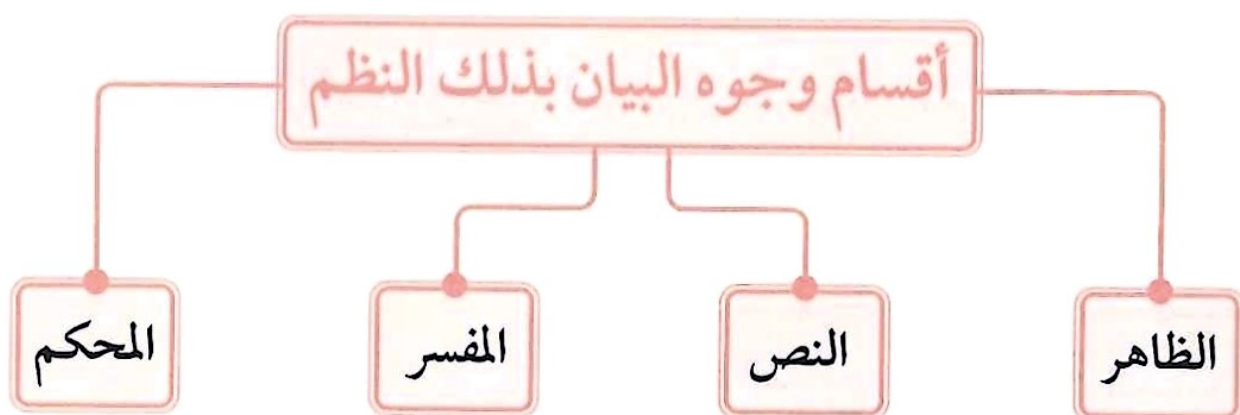 أقسام وجوه البيان بذلك النظم
الظاهر
النص
المفسر
المحكم